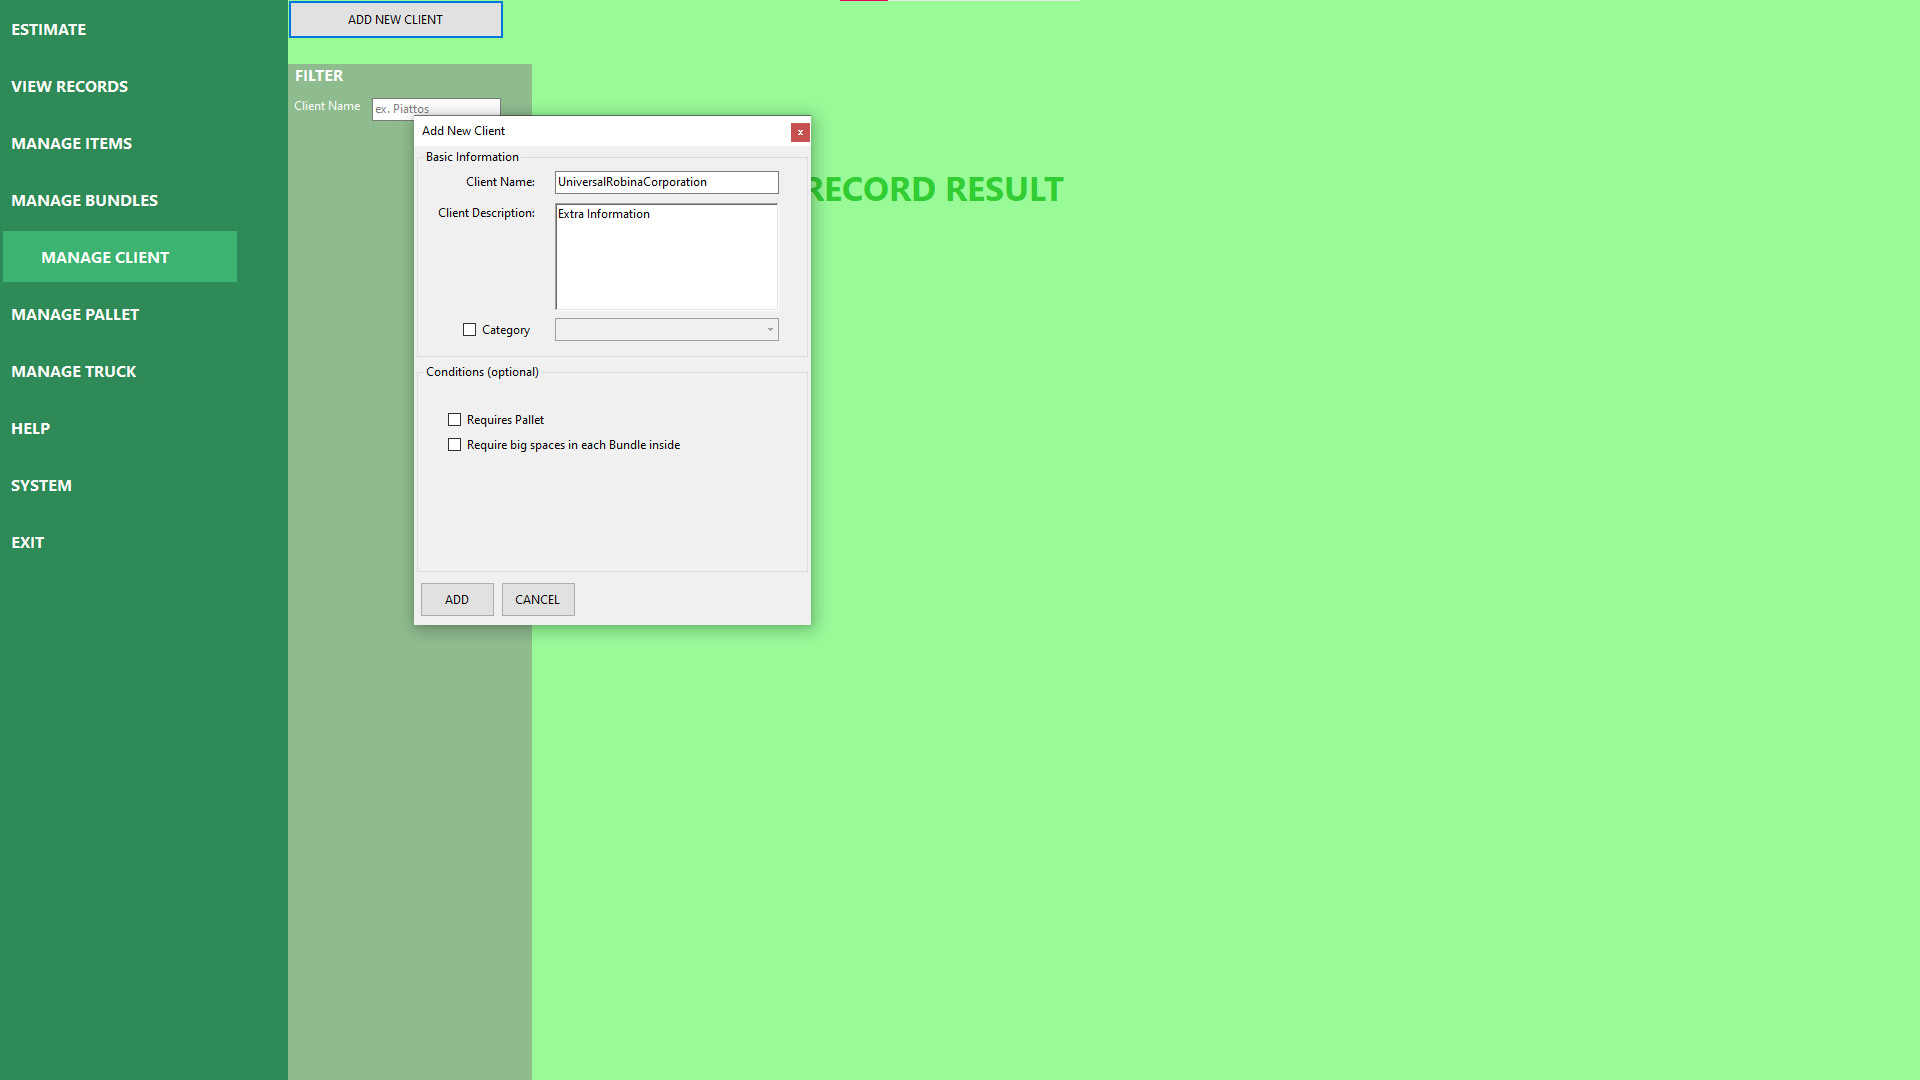 ESTIMATE
VIEW RECORDS
MANAGE ITEMS
MANAGE BUNDLES
MANAGE CLIENT
MANAGE PALLET
MANAGE TRUCK
HELP
SYSTEM
EXIT
ADD NEW CLIENT
FILTER
Client Name
ex. Piattos
RECORD RESULT
Add New Client
x
Basic Information
Client Name: UniversalRobinaCorporation
Client Description: Extra Information
Category
Conditions (optional)
Requires Pallet
Require big spaces in each Bundle inside
ADD CANCEL